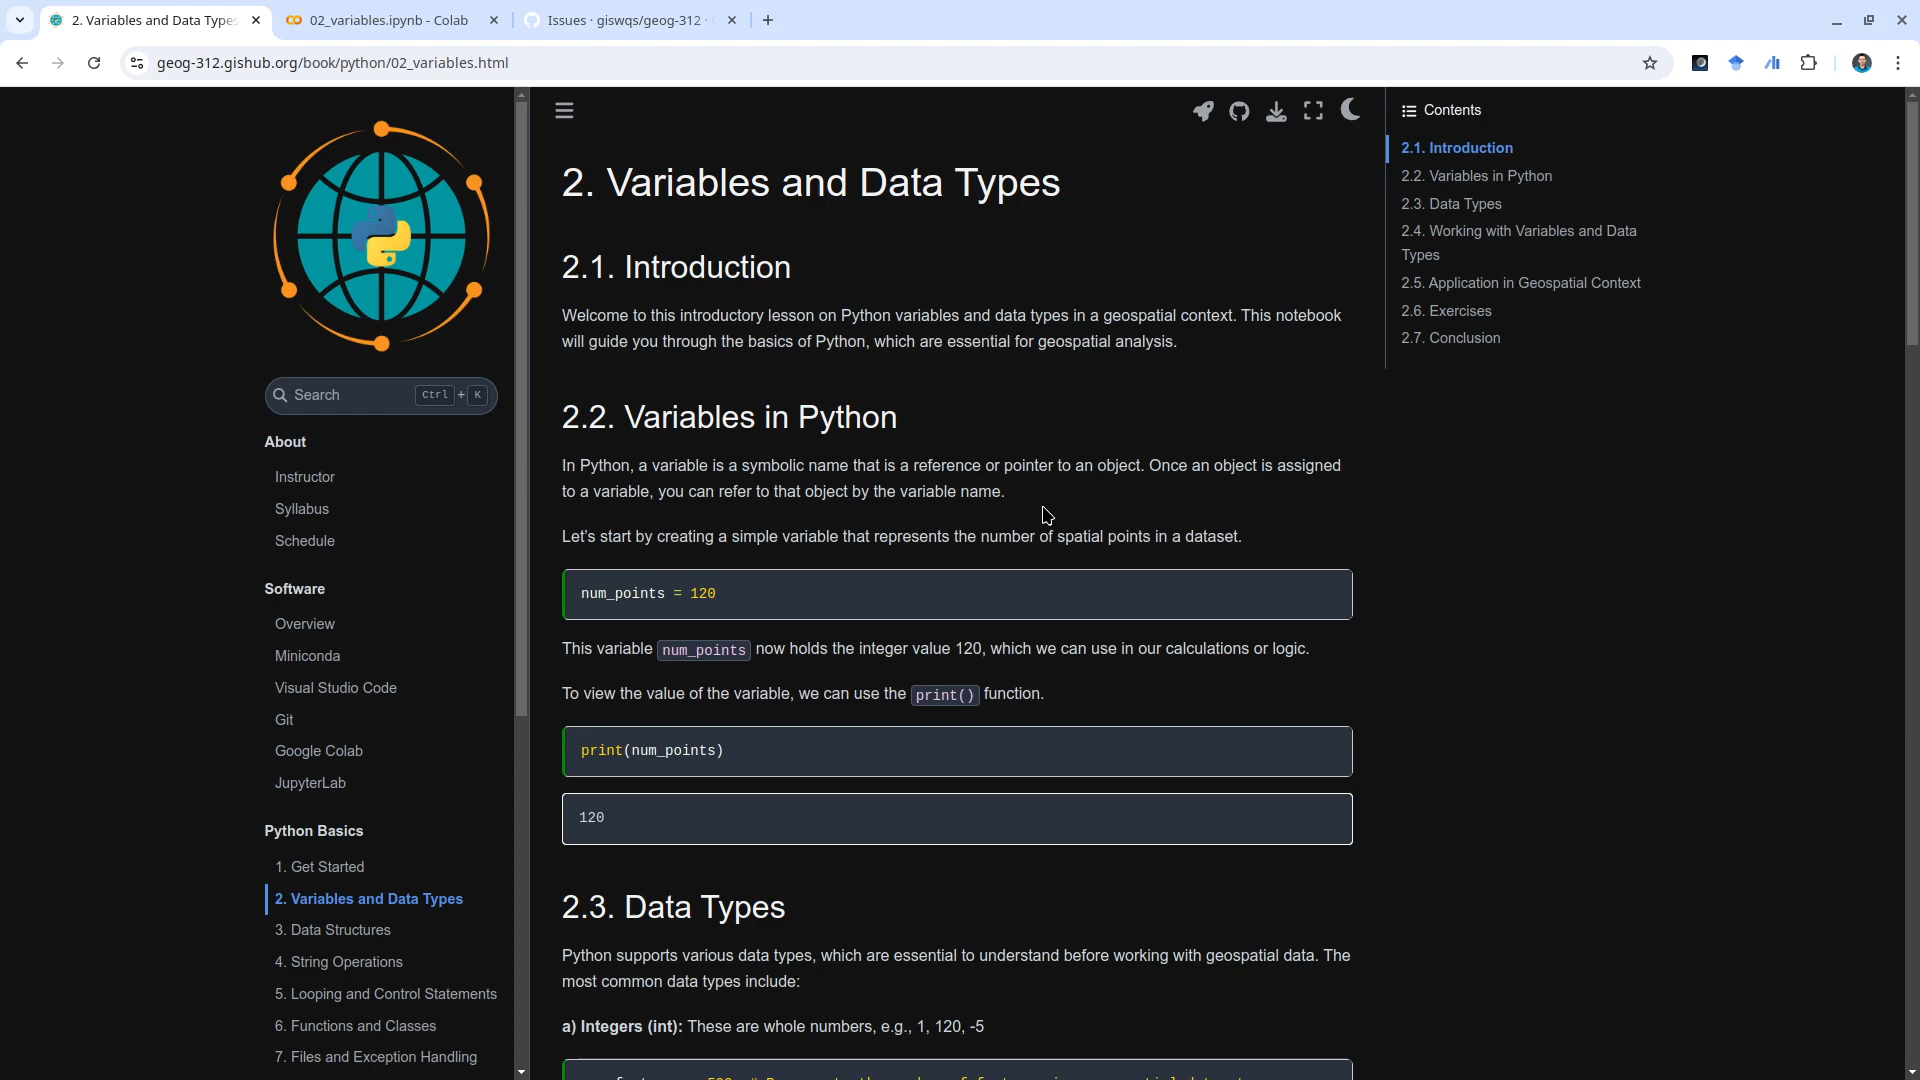 2. Variables and Data Types
02_variables.ipynb - Colab
Issues · giswqs/geog-312 ·
geog-312.gishub.org/book/python/02_variables.html
Search Ctrl + K
About
Instructor
Syllabus
Schedule
Software
Overview
Miniconda
Visual Studio Code
Git
Google Colab
JupyterLab
Python Basics
1. Get Started
2. Variables and Data Types
3. Data Structures
4. String Operations
5. Looping and Control Statements
6. Functions and Classes
7. Files and Exception Handling
2. Variables and Data Types
2.1. Introduction
Welcome to this introductory lesson on Python variables and data types in a geospatial context. This notebook
will guide you through the basics of Python, which are essential for geospatial analysis.
2.2. Variables in Python
In Python, a variable is a symbolic name that is a reference or pointer to an object. Once an object is assigned
to a variable, you can refer to that object by the variable name.
Let's start by creating a simple variable that represents the number of spatial points in a dataset.
num_points = 120
This variable num_points now holds the integer value 120, which we can use in our calculations or logic.
To view the value of the variable, we can use the print() function.
print(num_points)
120
2.3. Data Types
Python supports various data types, which are essential to understand before working with geospatial data. The
most common data types include:
a) Integers (int): These are whole numbers, e.g., 1, 120, -5
Contents
2.1. Introduction
2.2. Variables in Python
2.3. Data Types
2.4. Working with Variables and Data
Types
2.5. Application in Geospatial Context
2.6. Exercises
2.7. Conclusion